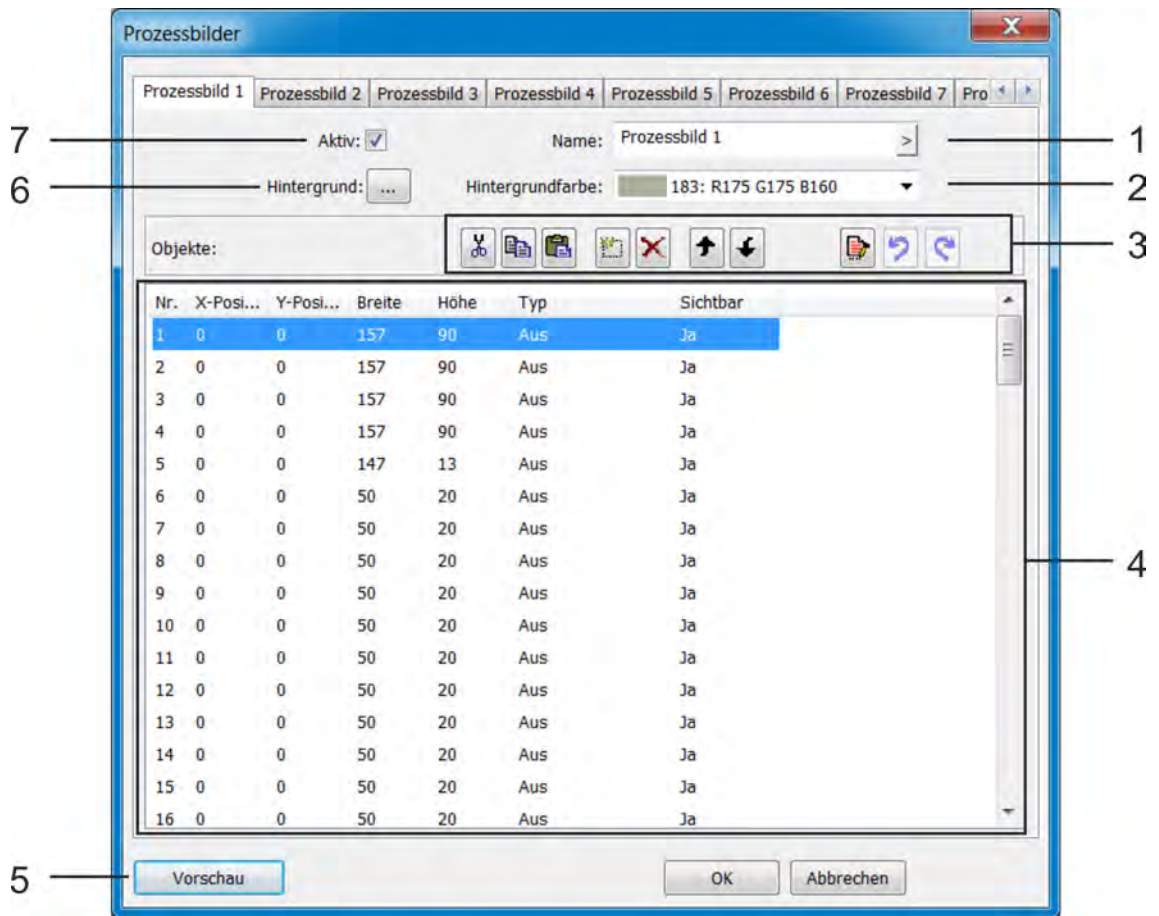 Prozessbilder
Prozessbild 1 Prozessbild 2 Prozessbild 3 Prozessbild 4 Prozessbild 5 Prozessbild 6 Prozessbild 7 Pro
7 Aktiv: Name: Prozessbild 1 > 1
6 Hintergrund: ... Hintergrundfarbe: 183: R175 G175 B160 2
Objekte: 3
Nr. X-Posi... Y-Posi... Breite Höhe Typ Sichtbar
1 0 0 157 90 Aus Ja
2 0 0 157 90 Aus Ja
3 0 0 157 90 Aus Ja
4 0 0 157 90 Aus Ja
5 0 0 147 13 Aus Ja
6 0 0 50 20 Aus Ja
7 0 0 50 20 Aus Ja
8 0 0 50 20 Aus Ja 4
9 0 0 50 20 Aus Ja
10 0 0 50 20 Aus Ja
11 0 0 50 20 Aus Ja
12 0 0 50 20 Aus Ja
13 0 0 50 20 Aus Ja
14 0 0 50 20 Aus Ja
15 0 0 50 20 Aus Ja
16 0 0 50 20 Aus Ja
5 Vorschau OK Abbrechen